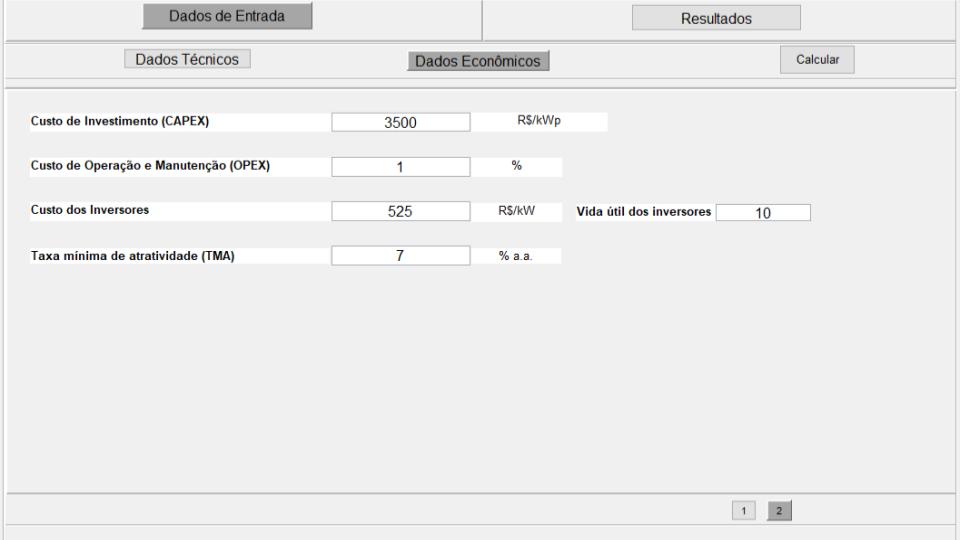 Dados de Entrada Resultados
Dados Técnicos Dados Econômicos Calcular
Custo de Investimento (CAPEX) 3500 R$/kWp
Custo de Operação e Manutenção (OPEX) 1 %
Custo dos Inversores 525 R$/kW Vida útil dos inversores 10
Taxa mínima de atratividade (TMA) 7 % a.a.
1 2